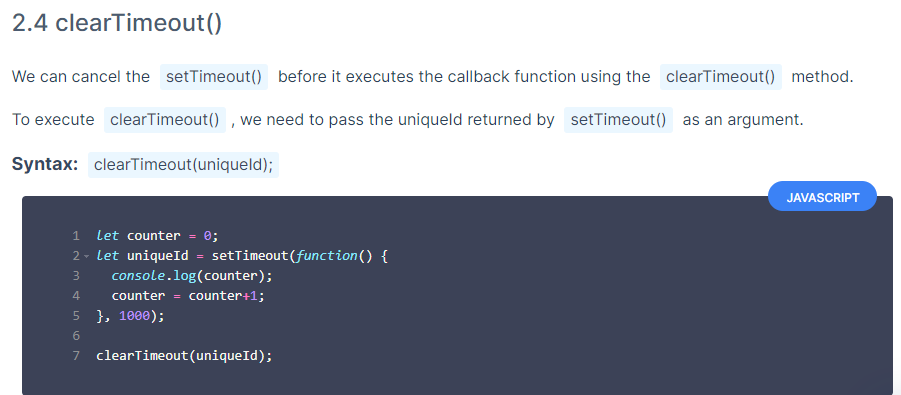 2.4 clearTimeout()
We can cancel the setTimeout() before it executes the callback function using the clearTimeout() method.
To execute clearTimeout() , we need to pass the uniqueId returned by setTimeout() as an argument.
Syntax: clearTimeout(uniqueId);
JAVASCRIPT
1 let counter = 0;
2 let uniqueId = setTimeout(function() {
3   console.log(counter);
4   counter = counter+1;
5 }, 1000);
6
7 clearTimeout(uniqueId);